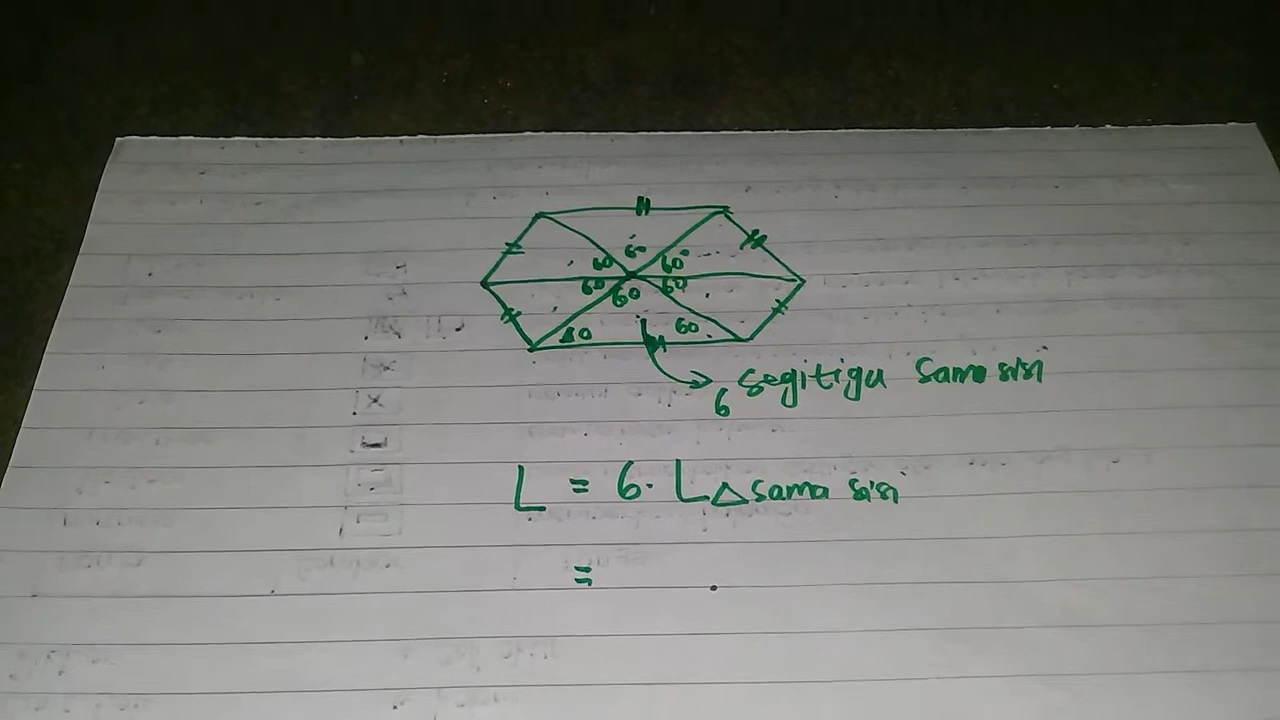 60° 60 60°
60 60 60
60 60
6 segitiga sama sisi
L = 6. L△sama sisi
=